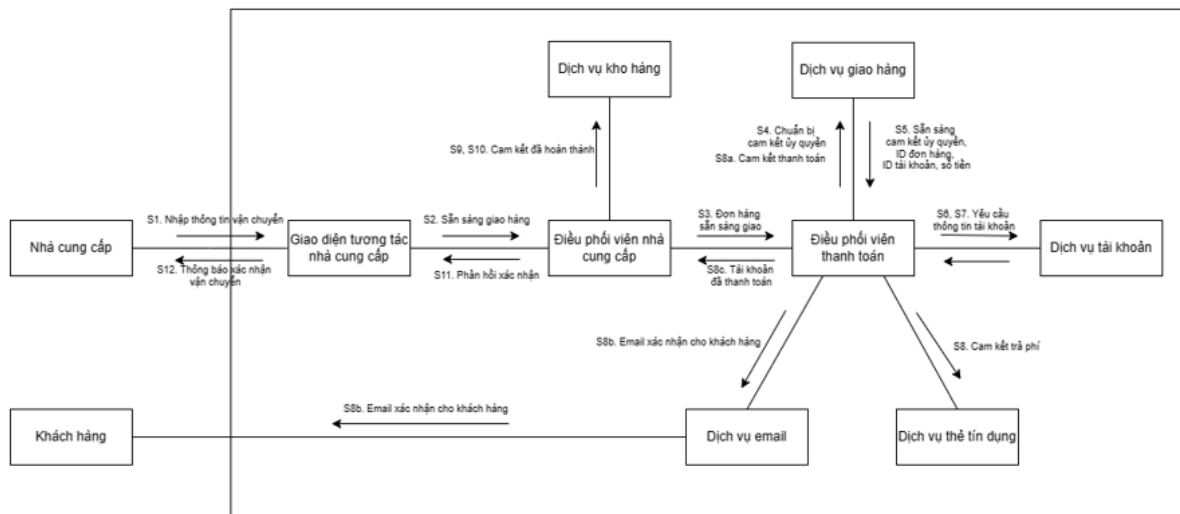 Dịch vụ kho hàng
Dịch vụ giao hàng
S9, S10. Cam kết đã hoàn thành
S4. Chuẩn bị
cam kết ủy quyền
S8a. Cam kết thanh toán
S5. Sẵn sàng
cam kết ủy quyền,
ID đơn hàng,
ID tài khoản, số tiền
Nhà cung cấp
S1. Nhập thông tin vận chuyển
S12. Thông báo xác nhận
vận chuyển
Giao diện tương tác
nhà cung cấp
S2. Sẵn sàng giao hàng
S11. Phản hồi xác nhận
Điều phối viên nhà
cung cấp
S3. Đơn hàng
sẵn sàng giao
S8c. Tài khoản
đã thanh toán
Điều phối viên
thanh toán
S6, S7. Yêu cầu
thông tin tài khoản
Dịch vụ tài khoản
S8b. Email xác nhận cho khách hàng
S8. Cam kết trả phí
Khách hàng
S8b. Email xác nhận cho khách hàng
Dịch vụ email
Dịch vụ thẻ tín dụng